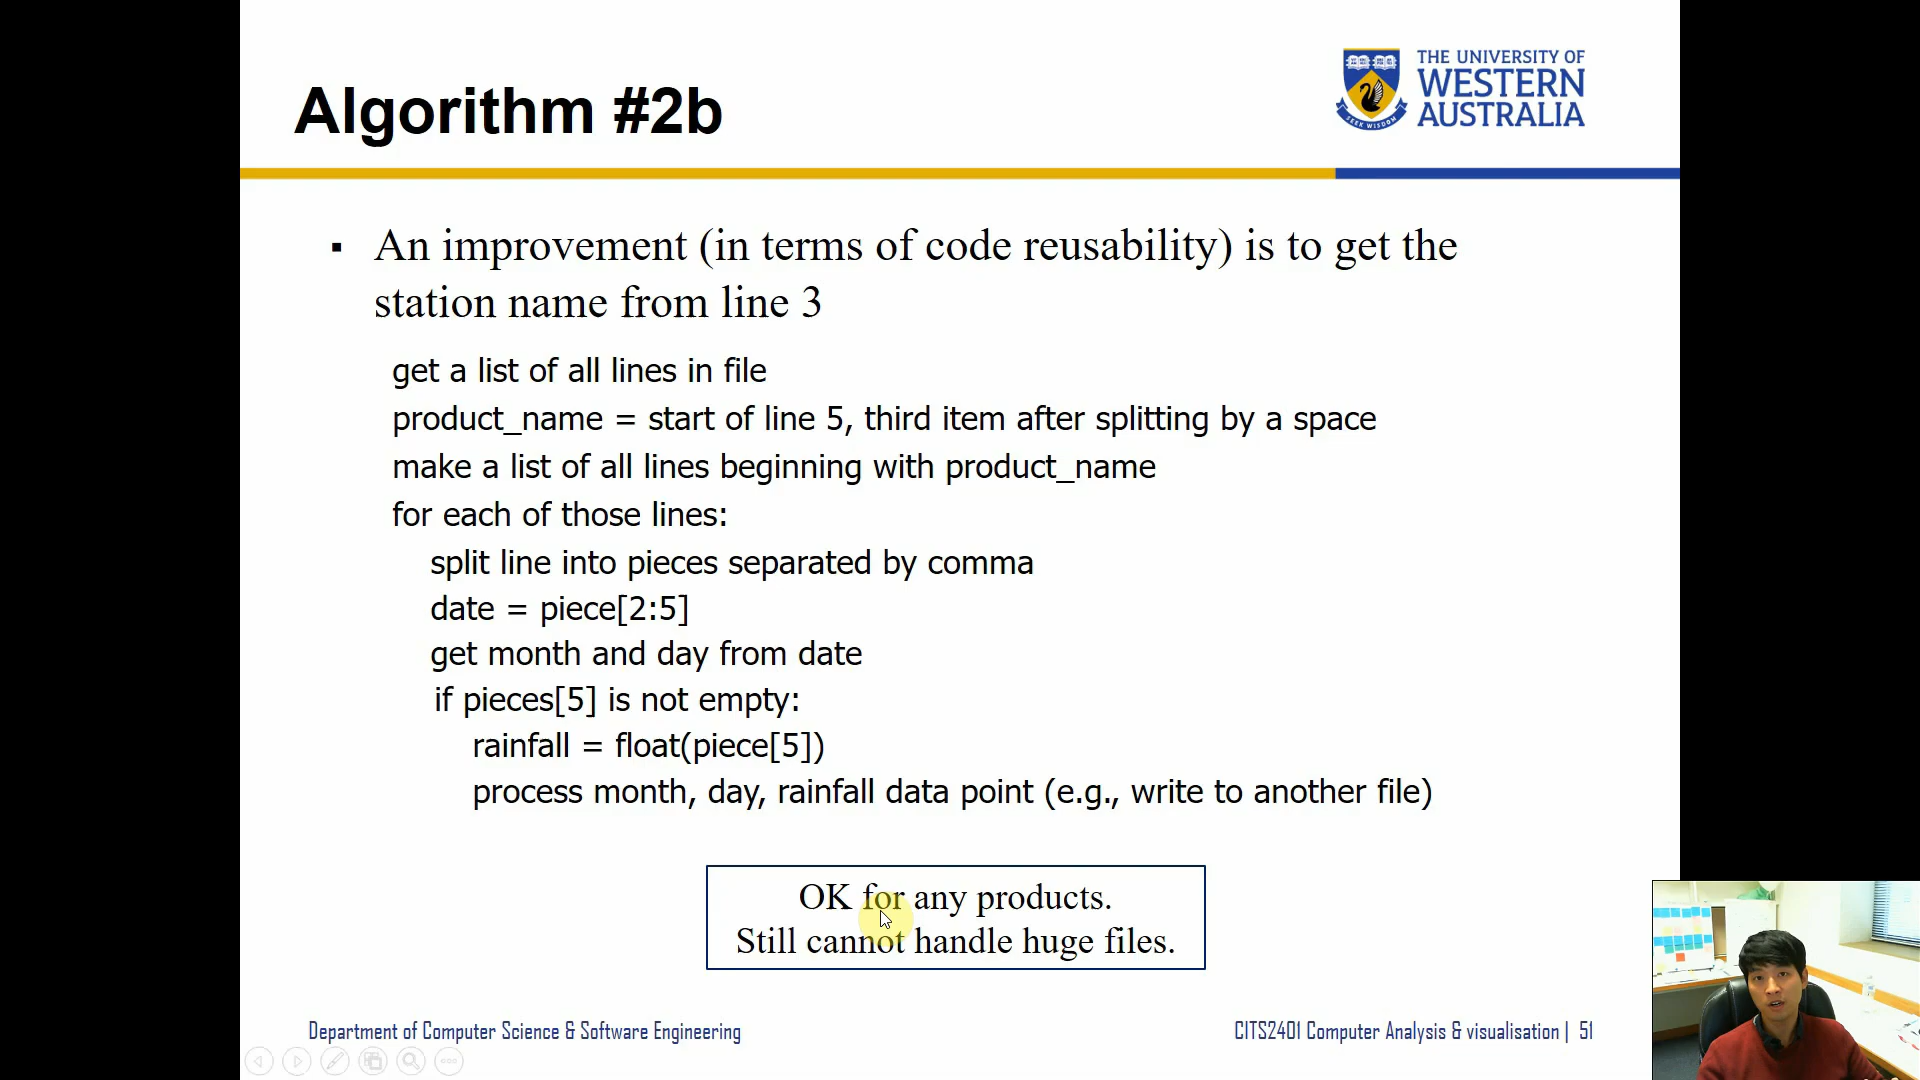 THE UNIVERSITY OF
WESTERN
AUSTRALIA
SEEK WISDOM
Algorithm #2b
▪ An improvement (in terms of code reusability) is to get the
station name from line 3
get a list of all lines in file
product_name = start of line 5, third item after splitting by a space
make a list of all lines beginning with product_name
for each of those lines:
split line into pieces separated by comma
date = piece[2:5]
get month and day from date
if pieces[5] is not empty:
rainfall = float(piece[5])
process month, day, rainfall data point (e.g., write to another file)
OK for any products.
Still cannot handle huge files.
Department of Computer Science & Software Engineering
CITS2401 Computer Analysis & visualisation | 51